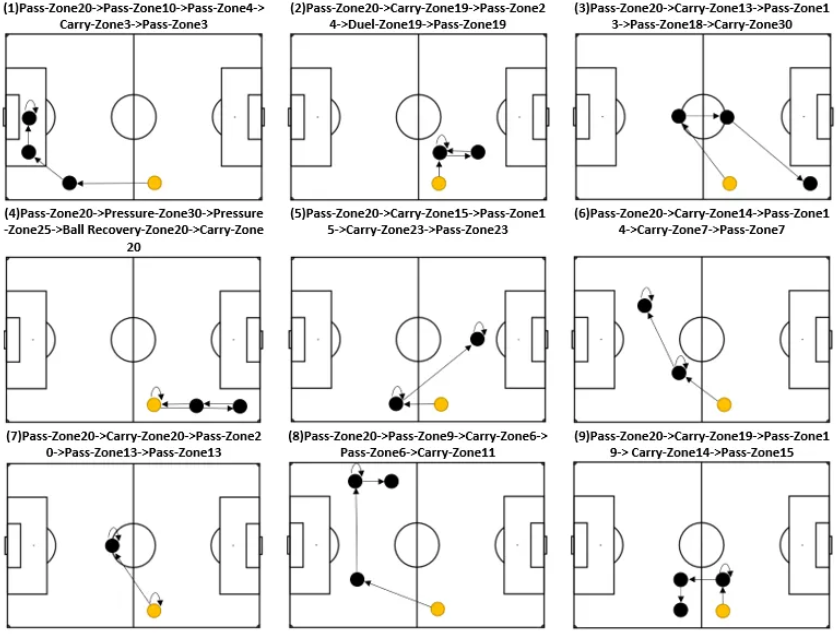 (1)Pass-Zone20->Pass-Zone10->Pass-Zone4->
Carry-Zone3->Pass-Zone3
(2)Pass-Zone20->Carry-Zone19->Pass-Zone2
4->Duel-Zone19->Pass-Zone19
(3)Pass-Zone20->Carry-Zone13->Pass-Zone1
3->Pass-Zone18->Carry-Zone30
(4)Pass-Zone20->Pressure-Zone30->Pressure
-Zone25->Ball Recovery-Zone20->Carry-Zone
20
(5)Pass-Zone20->Carry-Zone15->Pass-Zone1
5->Carry-Zone23->Pass-Zone23
(6)Pass-Zone20->Carry-Zone14->Pass-Zone1
4->Carry-Zone7->Pass-Zone7
(7)Pass-Zone20->Carry-Zone20->Pass-Zone2
0->Pass-Zone13->Pass-Zone13
(8)Pass-Zone20->Pass-Zone9->Carry-Zone6->
Pass-Zone6->Carry-Zone11
(9)Pass-Zone20->Carry-Zone19->Pass-Zone1
9-> Carry-Zone14->Pass-Zone15